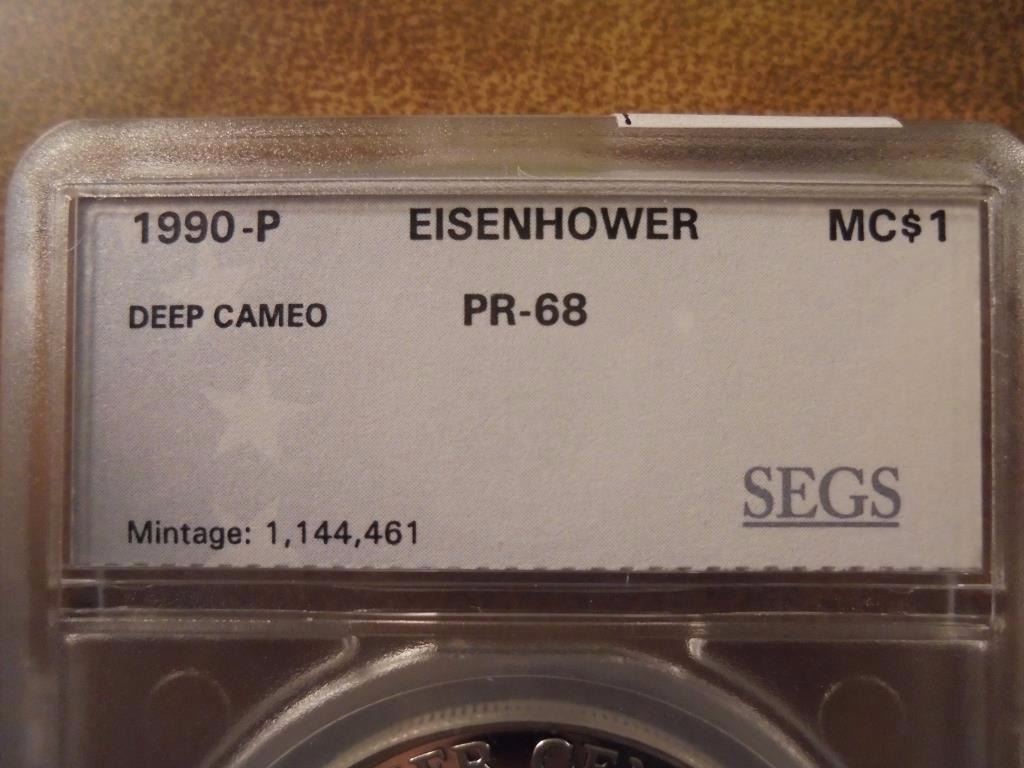 1990-P EISENHOWER MC$1
DEEP CAMEO PR-68
SEGS
Mintage: 1,144,461